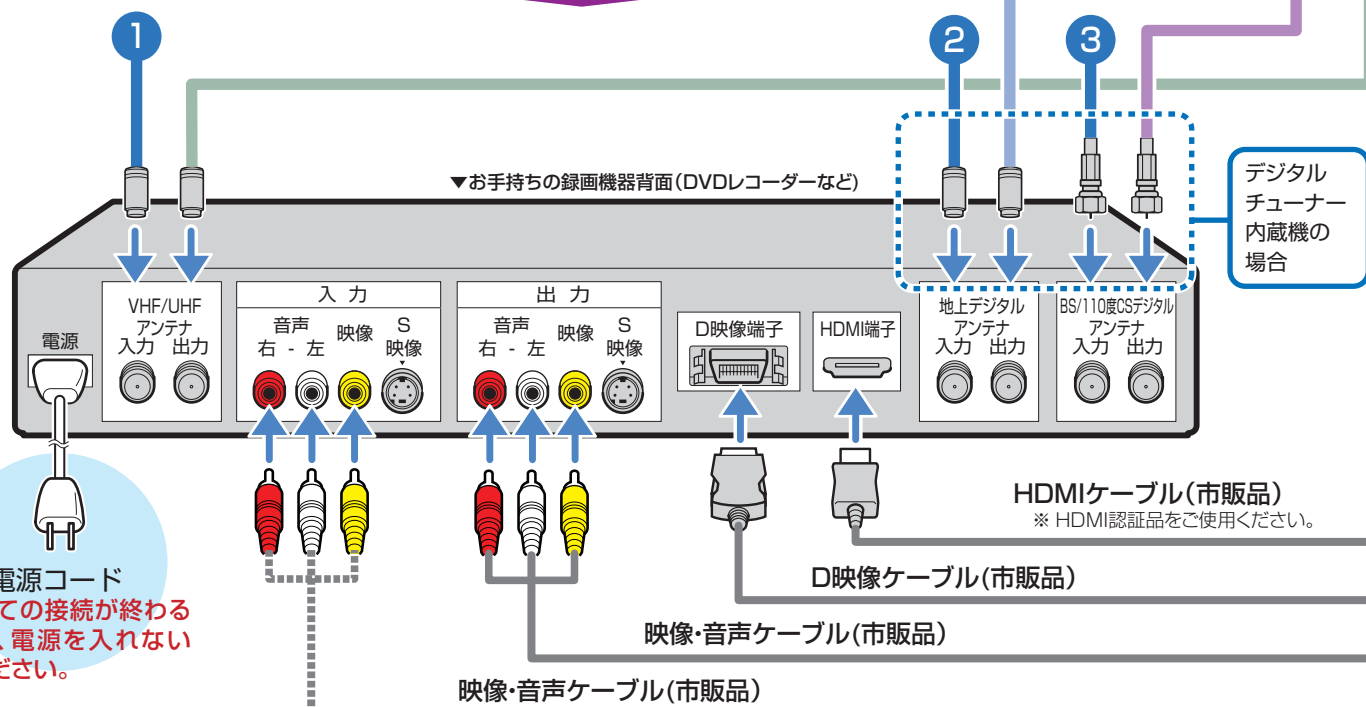 1
2
3
▼お手持ちの録画機器背面（DVDレコーダーなど）
デジタル
チューナー
内蔵機の
場合
電源
VHF/UHF
アンテナ
入力 出力
入 力
音声
右 - 左
映像
S
映像
出 力
音声
右 - 左
映像
S
映像
D映像端子
HDMI端子
地上デジタル
アンテナ
入力 出力
BS/110度CSデジタル
アンテナ
入力 出力
HDMIケーブル（市販品）
※ HDMI認証品をご使用ください。
D映像ケーブル(市販品）
映像・音声ケーブル(市販品）
映像・音声ケーブル(市販品）
電源コード
ての接続が終わる
、電源を入れない
ださい。